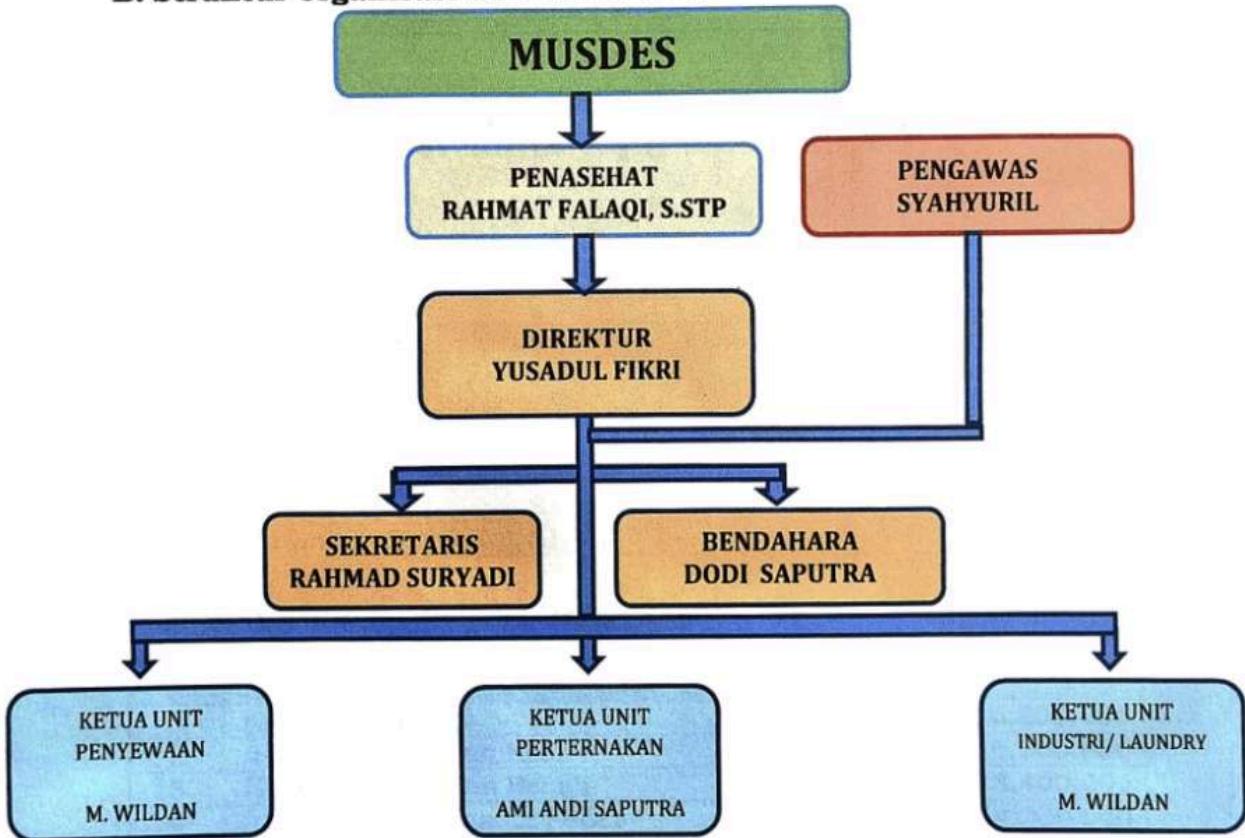 MUSDES
PENASEHAT
RAHMAT FALAQI, S.STP
PENGAWAS
SYAHYURIL
DIREKTUR
YUSADUL FIKRI
SEKRETARIS
RAHMAD SURYADI
BENDAHARA
DODI SAPUTRA
KETUA UNIT
PENYEWAAN
M. WILDAN
KETUA UNIT
PERTERNAKAN
AMI ANDI SAPUTRA
KETUA UNIT
INDUSTRI/ LAUNDRY
M. WILDAN